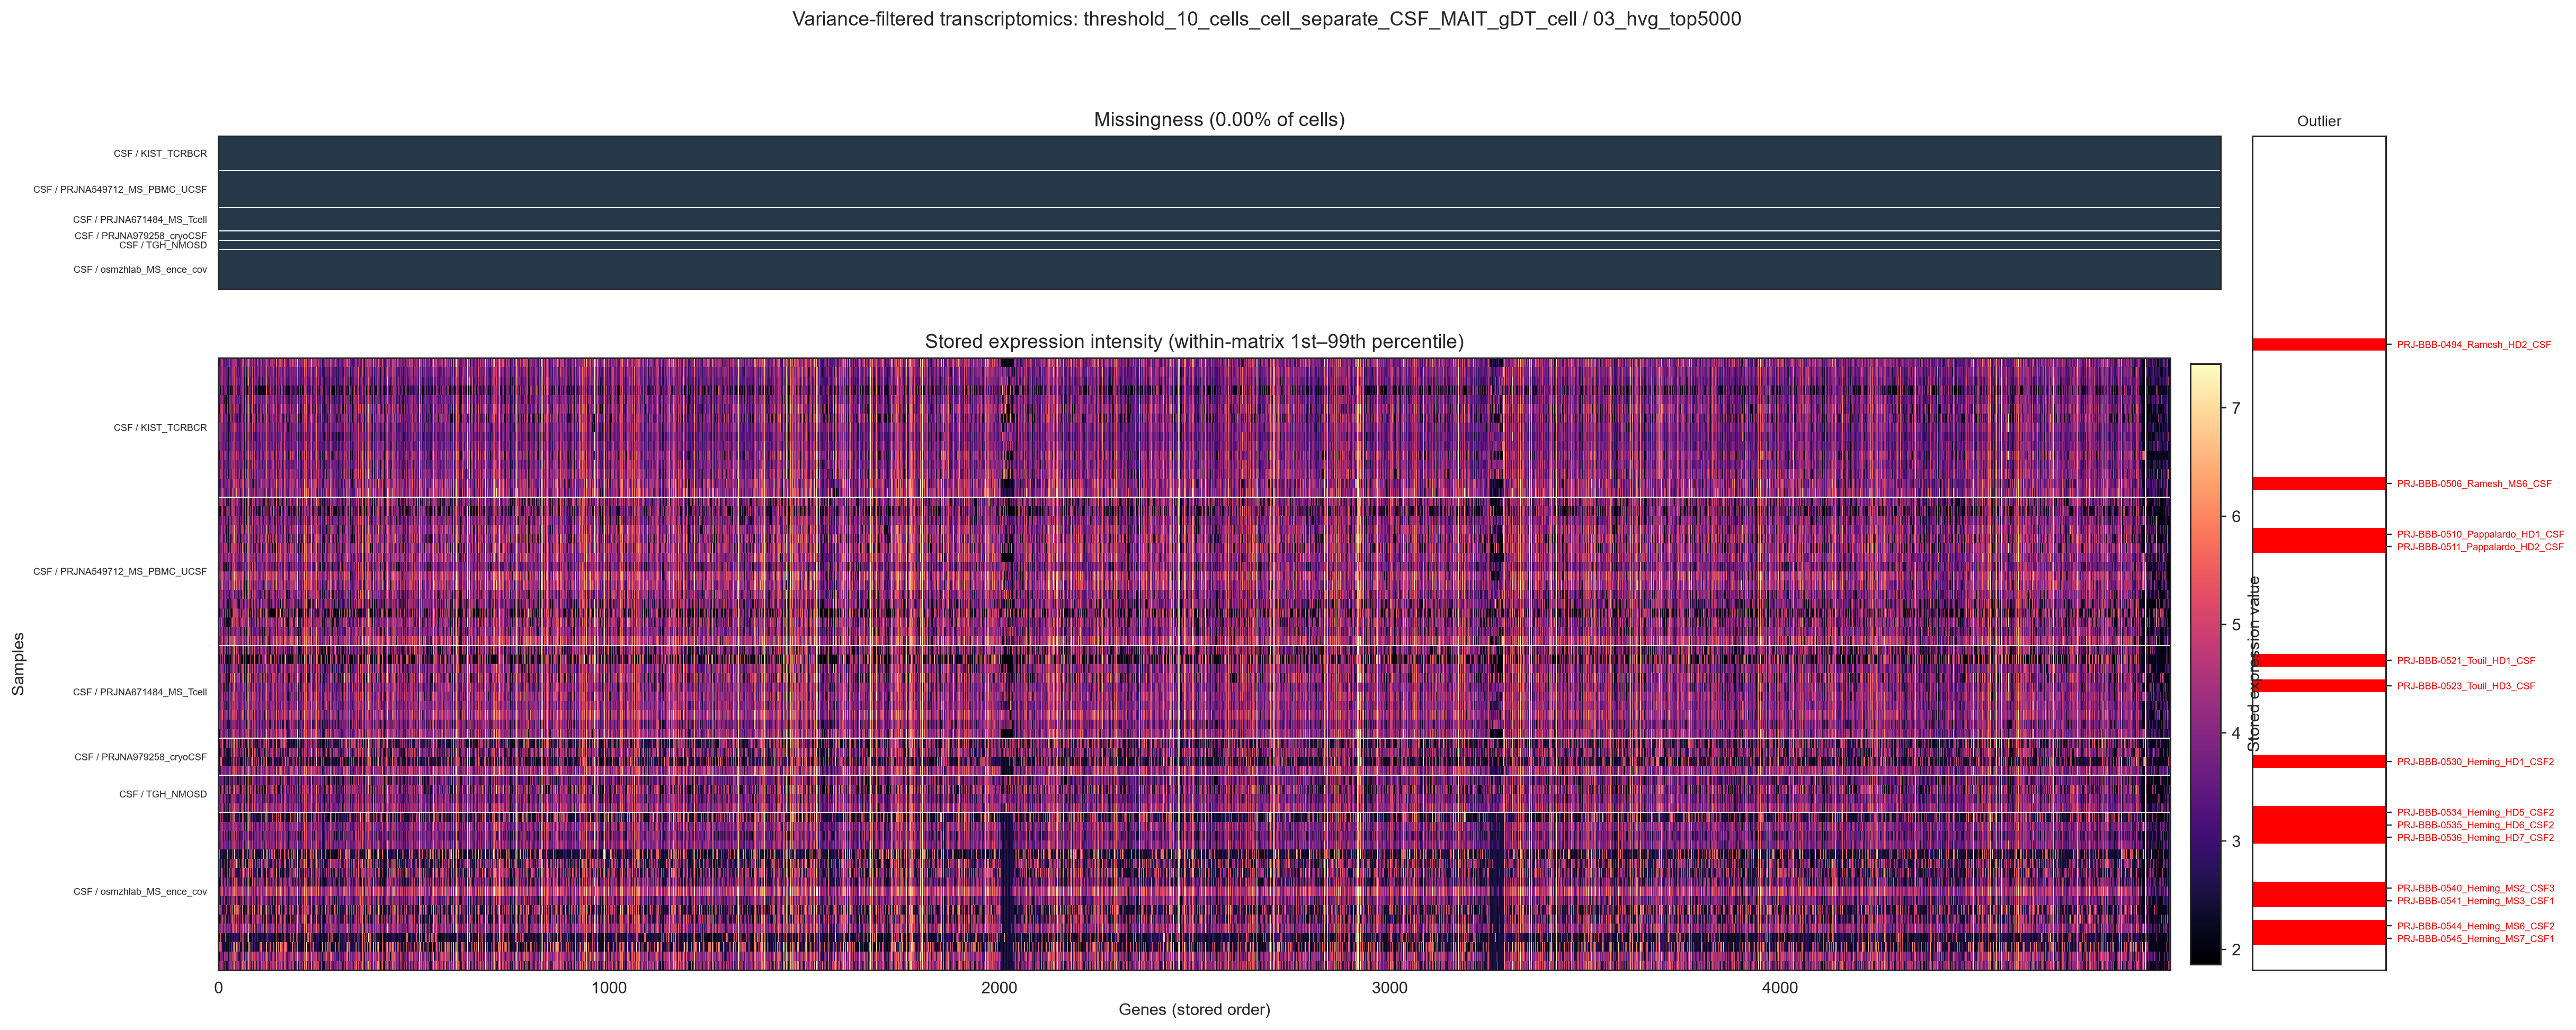 Variance-filtered transcriptomics: threshold_10_cells_cell_separate_CSF_MAIT_gDT_cell / 03_hvg_top5000
Missingness (0.00% of cells)
CSF / KIST_TCRBCR
CSF / PRJNA549712_MS_PBMC_UCSF
CSF / PRJNA671484_MS_Tcell
CSF / PRJNA979258_cryoCSF
CSF / TGH_NMOSD
CSF / osmzhlab_MS_ence_cov
Stored expression intensity (within-matrix 1st–99th percentile)
Samples
CSF / KIST_TCRBCR
CSF / PRJNA549712_MS_PBMC_UCSF
CSF / PRJNA671484_MS_Tcell
CSF / PRJNA979258_cryoCSF
CSF / TGH_NMOSD
CSF / osmzhlab_MS_ence_cov
0 1000 2000 3000 4000
Genes (stored order)
7
6
5
4
3
2
Stored expression value
Outlier
PRJ-BBB-0494_Ramesh_HD2_CSF
PRJ-BBB-0506_Ramesh_MS6_CSF
PRJ-BBB-0510_Pappalardo_HD1_CSF
PRJ-BBB-0511_Pappalardo_HD2_CSF
PRJ-BBB-0521_Touil_HD1_CSF
PRJ-BBB-0523_Touil_HD3_CSF
PRJ-BBB-0530_Heming_HD1_CSF2
PRJ-BBB-0534_Heming_HD5_CSF2
PRJ-BBB-0535_Heming_HD6_CSF2
PRJ-BBB-0536_Heming_HD7_CSF2
PRJ-BBB-0540_Heming_MS2_CSF3
PRJ-BBB-0541_Heming_MS3_CSF1
PRJ-BBB-0544_Heming_MS6_CSF2
PRJ-BBB-0545_Heming_MS7_CSF1